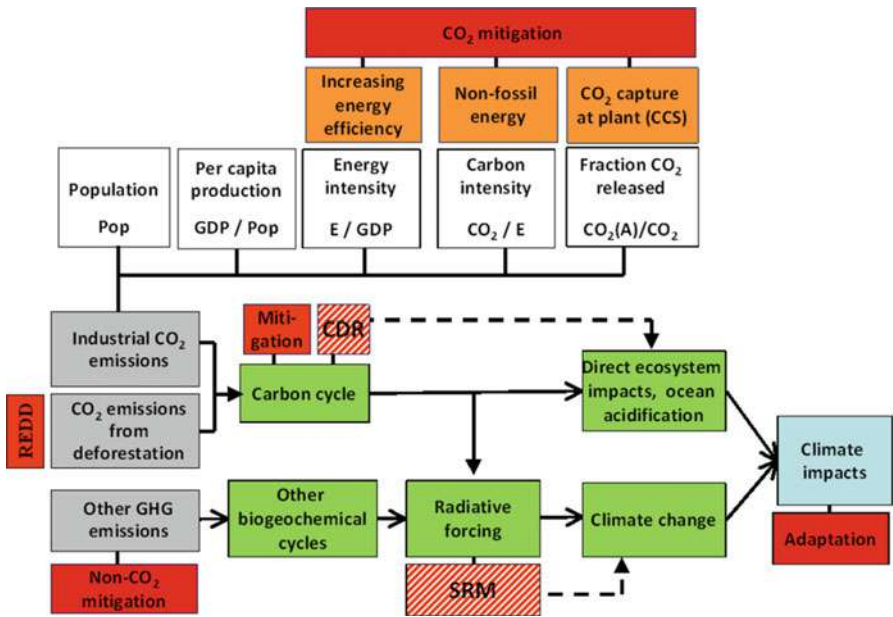 CO₂ mitigation
Increasing
energy
efficiency
Non-fossil
energy
CO₂ capture
at plant (CCS)
Population
Pop
Per capita
production
GDP / Pop
Energy
intensity
E / GDP
Carbon
intensity
CO₂ / E
Fraction CO₂
released
CO₂(A)/CO₂
Industrial CO₂
emissions
Miti-
gation
CDR
Carbon cycle
Direct ecosystem
impacts, ocean
acidification
REDD
CO₂ emissions
from
deforestation
Climate
impacts
Other GHG
emissions
Other
biogeochemical
cycles
Radiative
forcing
Climate change
Adaptation
Non-CO₂
mitigation
SRM